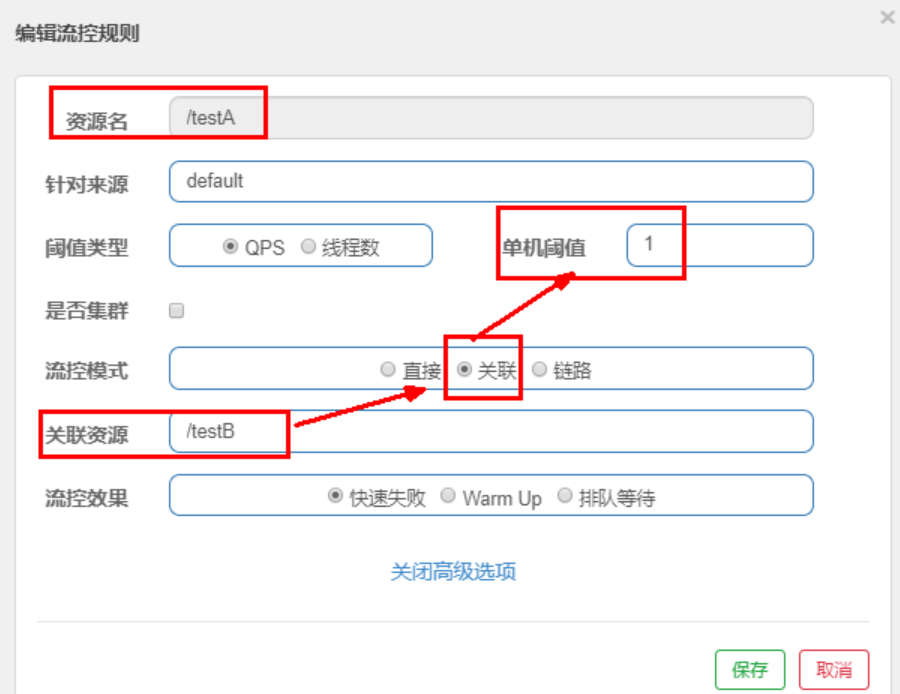 编辑流控规则
×
资源名 /testA
针对来源 default
阈值类型 QPS 线程数 单机阈值 1
是否集群
流控模式 直接 关联 链路
关联资源 /testB
流控效果 快速失败 Warm Up 排队等待
关闭高级选项
保存 取消